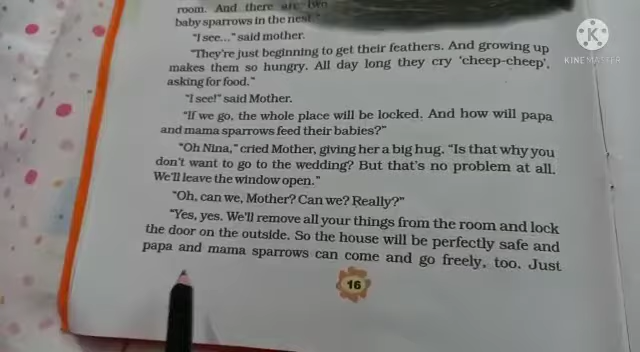 room. And there are two
baby sparrows in the nest."
"I see..." said mother.
"They're just beginning to get their feathers. And growing up
makes them so hungry. All day long they cry 'cheep-cheep',
asking for food."
"I see!" said Mother.
"If we go, the whole place will be locked. And how will papa
and mama sparrows feed their babies?"
"Oh Nina," cried Mother, giving her a big hug. "Is that why you
don't want to go to the wedding? But that's no problem at all.
We'll leave the window open."
"Oh, can we, Mother? Can we? Really?"
"Yes, yes. We'll remove all your things from the room and lock
the door on the outside. So the house will be perfectly safe and
papa and mama sparrows can come and go freely, too. Just
16
K
KINEMASTER